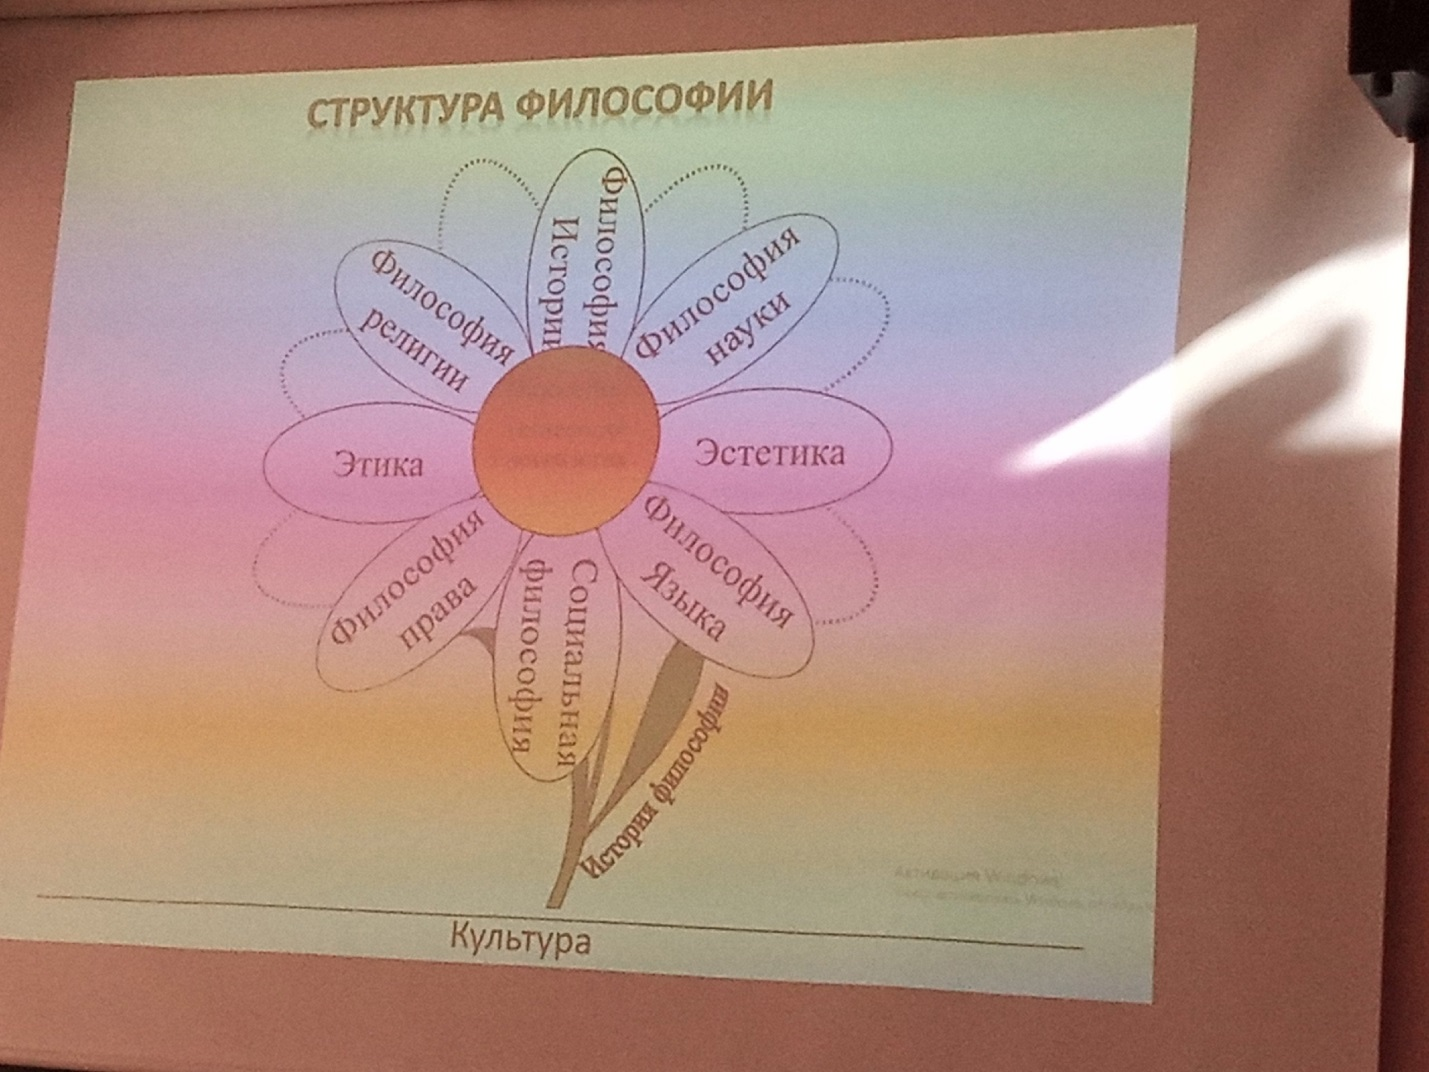 СТРУКТУРА ФИЛОСОФИИ
Философия
Истории
Философия
науки
Эстетика
Философия
Языка
Социальная
философия
Философия
права
Этика
Философия
религии
История философии
Культура